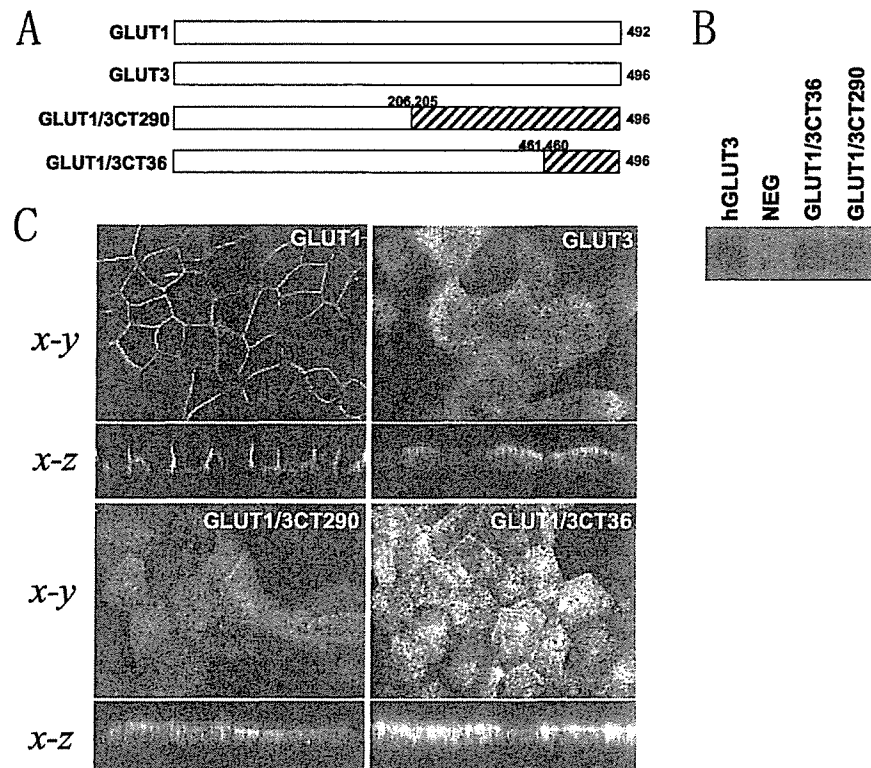 A
GLUT1 492
GLUT3 496
206,205
GLUT1/3CT290 496
461,460
GLUT1/3CT36 496
B
hGLUT3
NEG
GLUT1/3CT36
GLUT1/3CT290
C
GLUT1
GLUT3
x-y
x-z
GLUT1/3CT290
GLUT1/3CT36
x-y
x-z